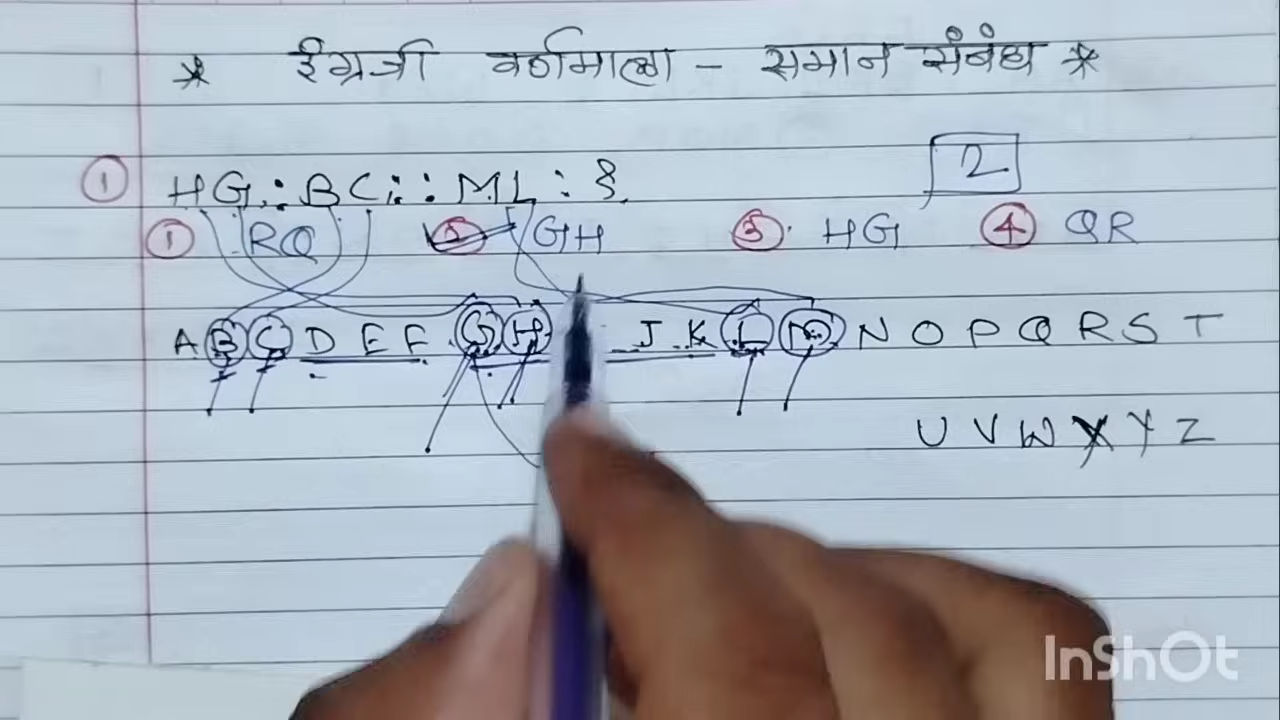 * ईंग्रजी वर्णमाला - समान संबंध *
① HG : BC :: ML : ?
2
① RQ ② GH ③ HG ④ QR
A B C D E F G H J K L M N O P Q R S T
U V W X Y Z
InShOt